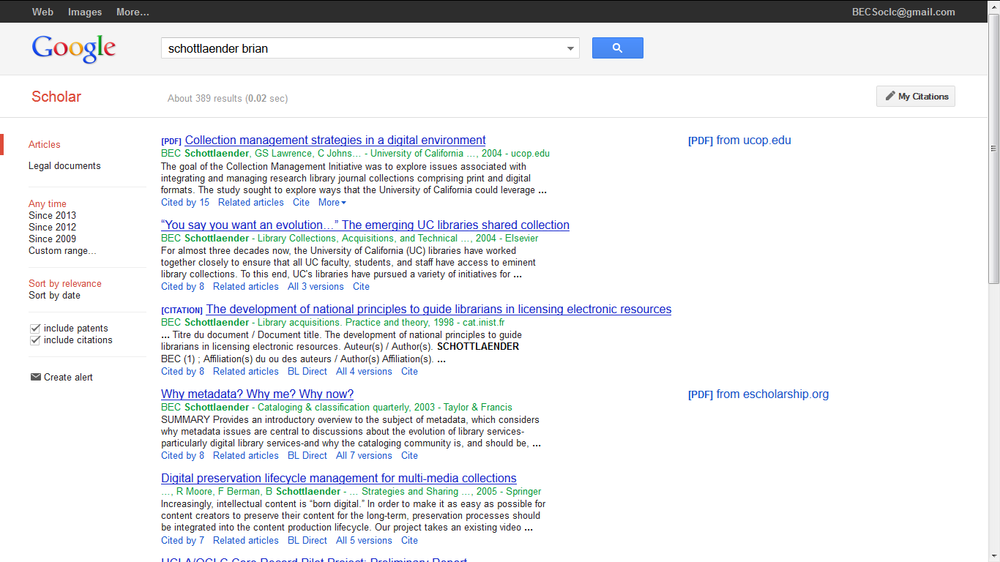 Web Images More... BECSoclc@gmail.com
Google
schottlaender brian
Scholar
About 389 results (0.02 sec)
My Citations
Articles
Legal documents
Any time
Since 2013
Since 2012
Since 2009
Custom range...
Sort by relevance
Sort by date
include patents
include citations
Create alert
[PDF] Collection management strategies in a digital environment
BEC Schottlaender, GS Lawrence, C Johns… - University of California …, 2004 - ucop.edu
The goal of the Collection Management Initiative was to explore issues associated with
integrating and managing research library journal collections comprising print and digital
formats. The study sought to explore ways that the University of California could leverage ...
Cited by 15 Related articles Cite More
[PDF] from ucop.edu
“You say you want an evolution…” The emerging UC libraries shared collection
BEC Schottlaender - Library Collections, Acquisitions, and Technical …, 2004 - Elsevier
For almost three decades now, the University of California (UC) libraries have worked
together closely to ensure that all UC faculty, students, and staff have access to eminent
library collections. To this end, UC's libraries have pursued a variety of initiatives for ...
Cited by 8 Related articles All 3 versions Cite
[CITATION] The development of national principles to guide librarians in licensing electronic resources
BEC Schottlaender - Library acquisitions. Practice and theory, 1998 - cat.inist.fr
... Titre du document / Document title. The development of national principles to guide
librarians in licensing electronic resources. Auteur(s) / Author(s). SCHOTTLAENDER
BEC (1) ; Affiliation(s) du ou des auteurs / Author(s) Affiliation(s). ...
Cited by 8 Related articles BL Direct All 4 versions Cite
Why metadata? Why me? Why now?
BEC Schottlaender - Cataloging & classification quarterly, 2003 - Taylor & Francis
SUMMARY Provides an introductory overview to the subject of metadata, which considers
why metadata issues are central to discussions about the evolution of library services-
particularly digital library services-and why the cataloging community is, and should be, ...
Cited by 8 Related articles BL Direct All 7 versions Cite
[PDF] from escholarship.org
Digital preservation lifecycle management for multi-media collections
…, R Moore, F Berman, B Schottlaender - … Strategies and Sharing …, 2005 - Springer
Increasingly, intellectual content is “born digital.” In order to make it as easy as possible for
content creators to preserve their content for the long-term, preservation processes should
be integrated into the content production lifecycle. Our project takes an existing video ...
Cited by 7 Related articles BL Direct All 5 versions Cite
UCLA/OCLC Core Record Pilot Project: Preliminary Report